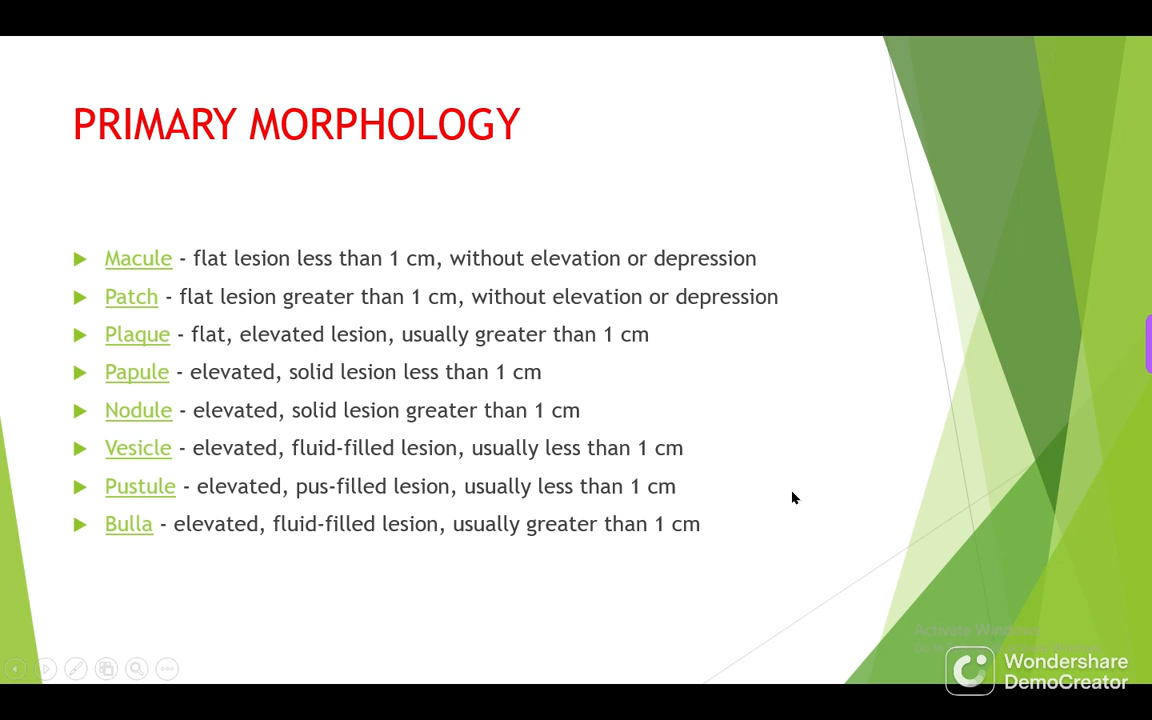 PRIMARY MORPHOLOGY
Macule - flat lesion less than 1 cm, without elevation or depression
Patch - flat lesion greater than 1 cm, without elevation or depression
Plaque - flat, elevated lesion, usually greater than 1 cm
Papule - elevated, solid lesion less than 1 cm
Nodule - elevated, solid lesion greater than 1 cm
Vesicle - elevated, fluid-filled lesion, usually less than 1 cm
Pustule - elevated, pus-filled lesion, usually less than 1 cm
Bulla - elevated, fluid-filled lesion, usually greater than 1 cm
Activate Windows
Wondershare
DemoCreator